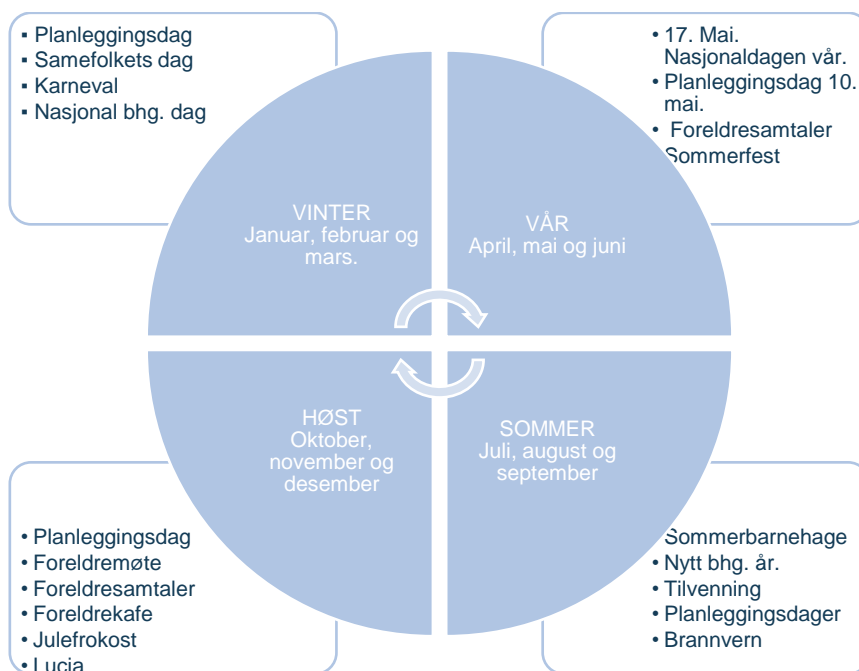 ▪ Planleggingsdag
▪ Samefolkets dag
▪ Karneval
▪ Nasjonal bhg. dag
• 17. Mai.
Nasjonaldagen vår.
• Planleggingsdag 10.
mai.
• Foreldresamtaler
Sommerfest
VINTER
Januar, februar og
mars.
VÅR
April, mai og juni
HØST
Oktober,
november og
desember
SOMMER
Juli, august og
september
• Planleggingsdag
• Foreldremøte
• Foreldresamtaler
• Foreldrekafe
• Julefrokost
• Lucia
Sommerbarnehage
• Nytt bhg. år.
• Tilvenning
• Planleggingsdager
• Brannvern